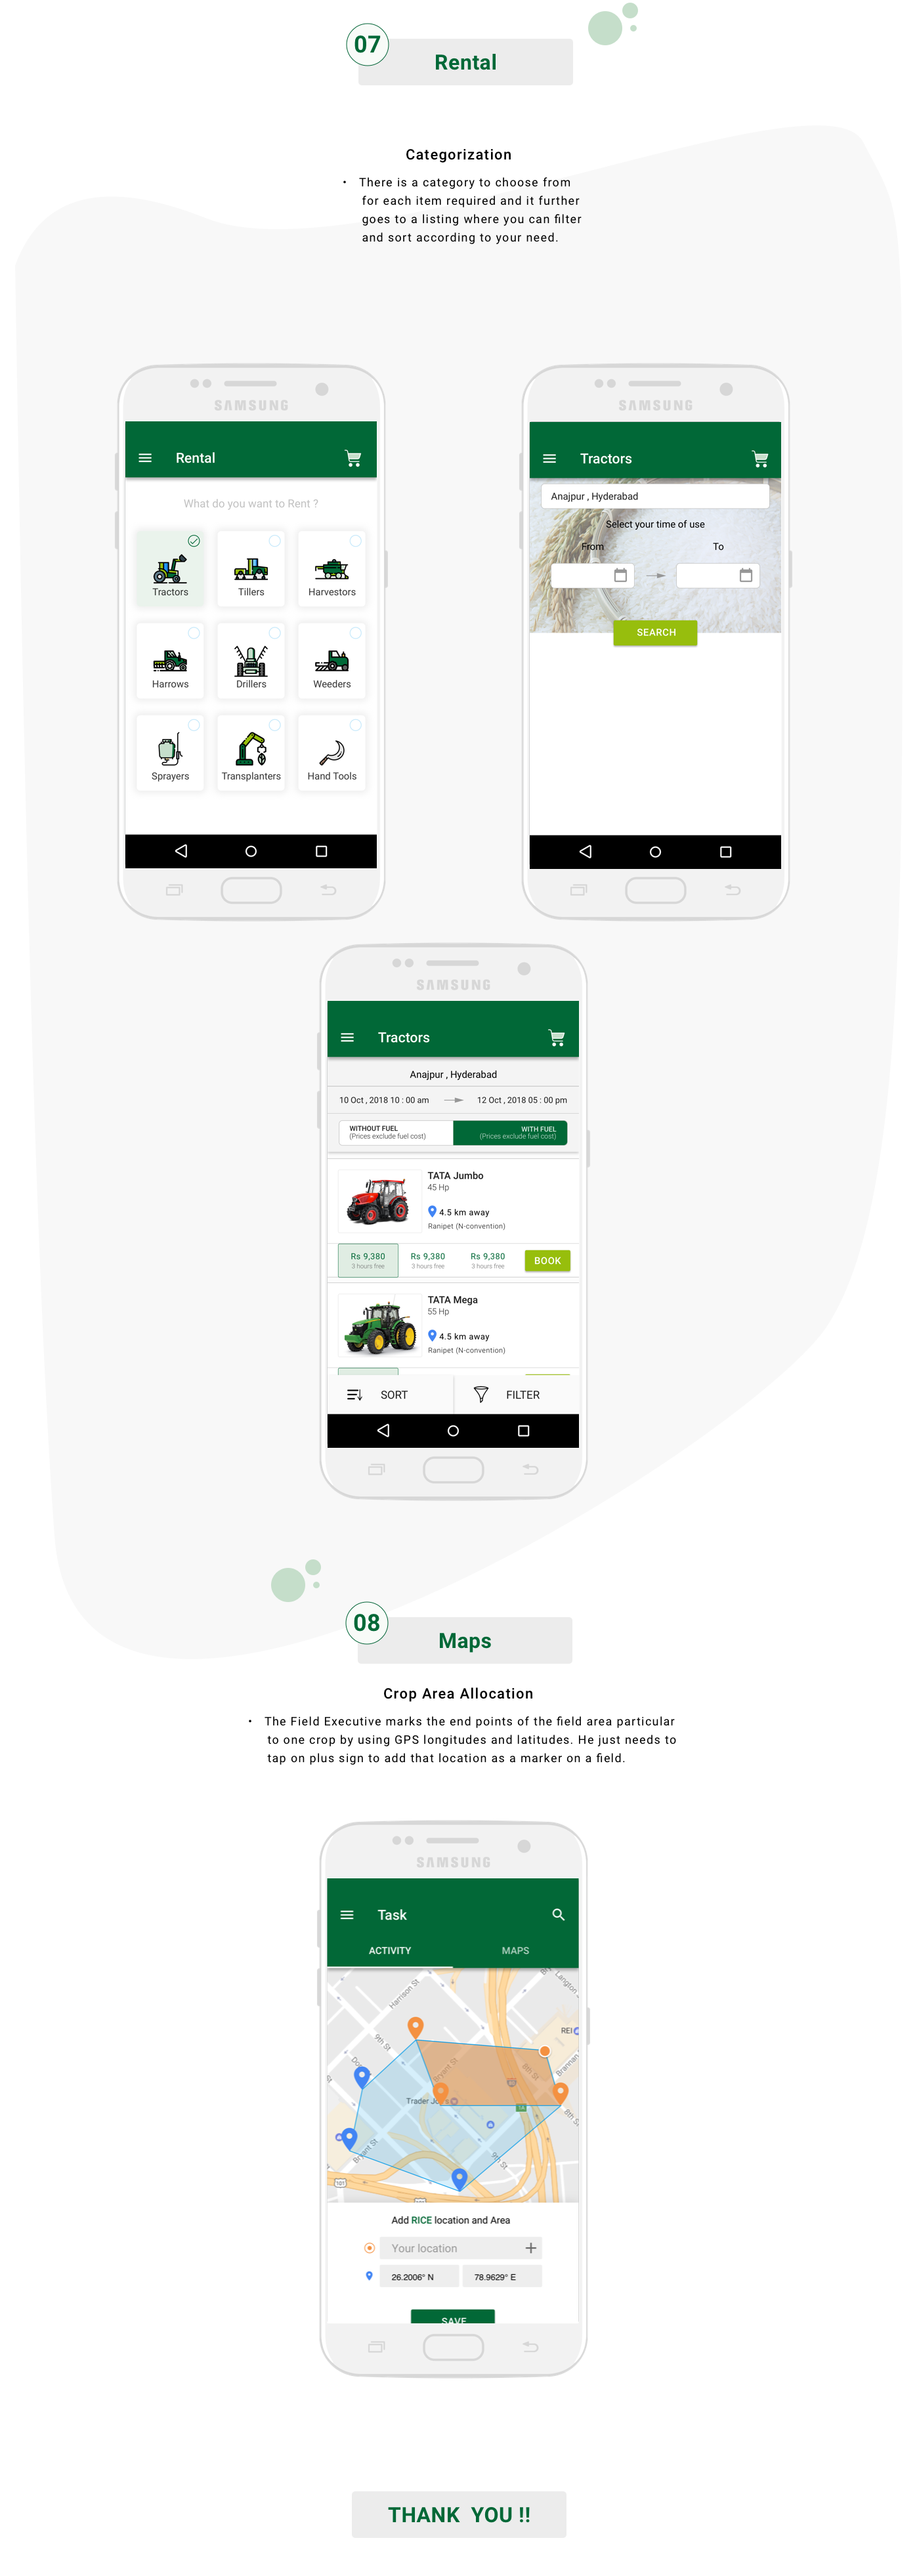 07
Rental
Categorization
• There is a category to choose from
for each item required and it further
goes to a listing where you can filter
and sort according to your need.
SAMSUNG
Rental
What do you want to Rent ?
Tractors Tillers Harvestors
Harrows Drillers Weeders
Sprayers Transplanters Hand Tools
SAMSUNG
Tractors
Anajpur , Hyderabad
Select your time of use
From To
SEARCH
SAMSUNG
Tractors
Anajpur , Hyderabad
10 Oct , 2018 10 : 00 am 12 Oct , 2018 05 : 00 pm
WITHOUT FUEL WITH FUEL
(Prices exclude fuel cost) (Prices exclude fuel cost)
TATA Jumbo
45 Hp
4.5 km away
Ranipet (N-convention)
Rs 9,380 Rs 9,380 Rs 9,380 BOOK
3 hours free 3 hours free 3 hours free
TATA Mega
55 Hp
4.5 km away
Ranipet (N-convention)
SORT FILTER
08
Maps
Crop Area Allocation
• The Field Executive marks the end points of the field area particular
to one crop by using GPS longitudes and latitudes. He just needs to
tap on plus sign to add that location as a marker on a field.
SAMSUNG
Task
ACTIVITY MAPS
Harrison St
Langton
9th St
REI
Brannan
Bryant St
8th St
Trader
8th S
Bryant St
9th St
101
Add RICE location and Area
Your location +
26.2006° N 78.9629° E
SAVE
THANK YOU !!